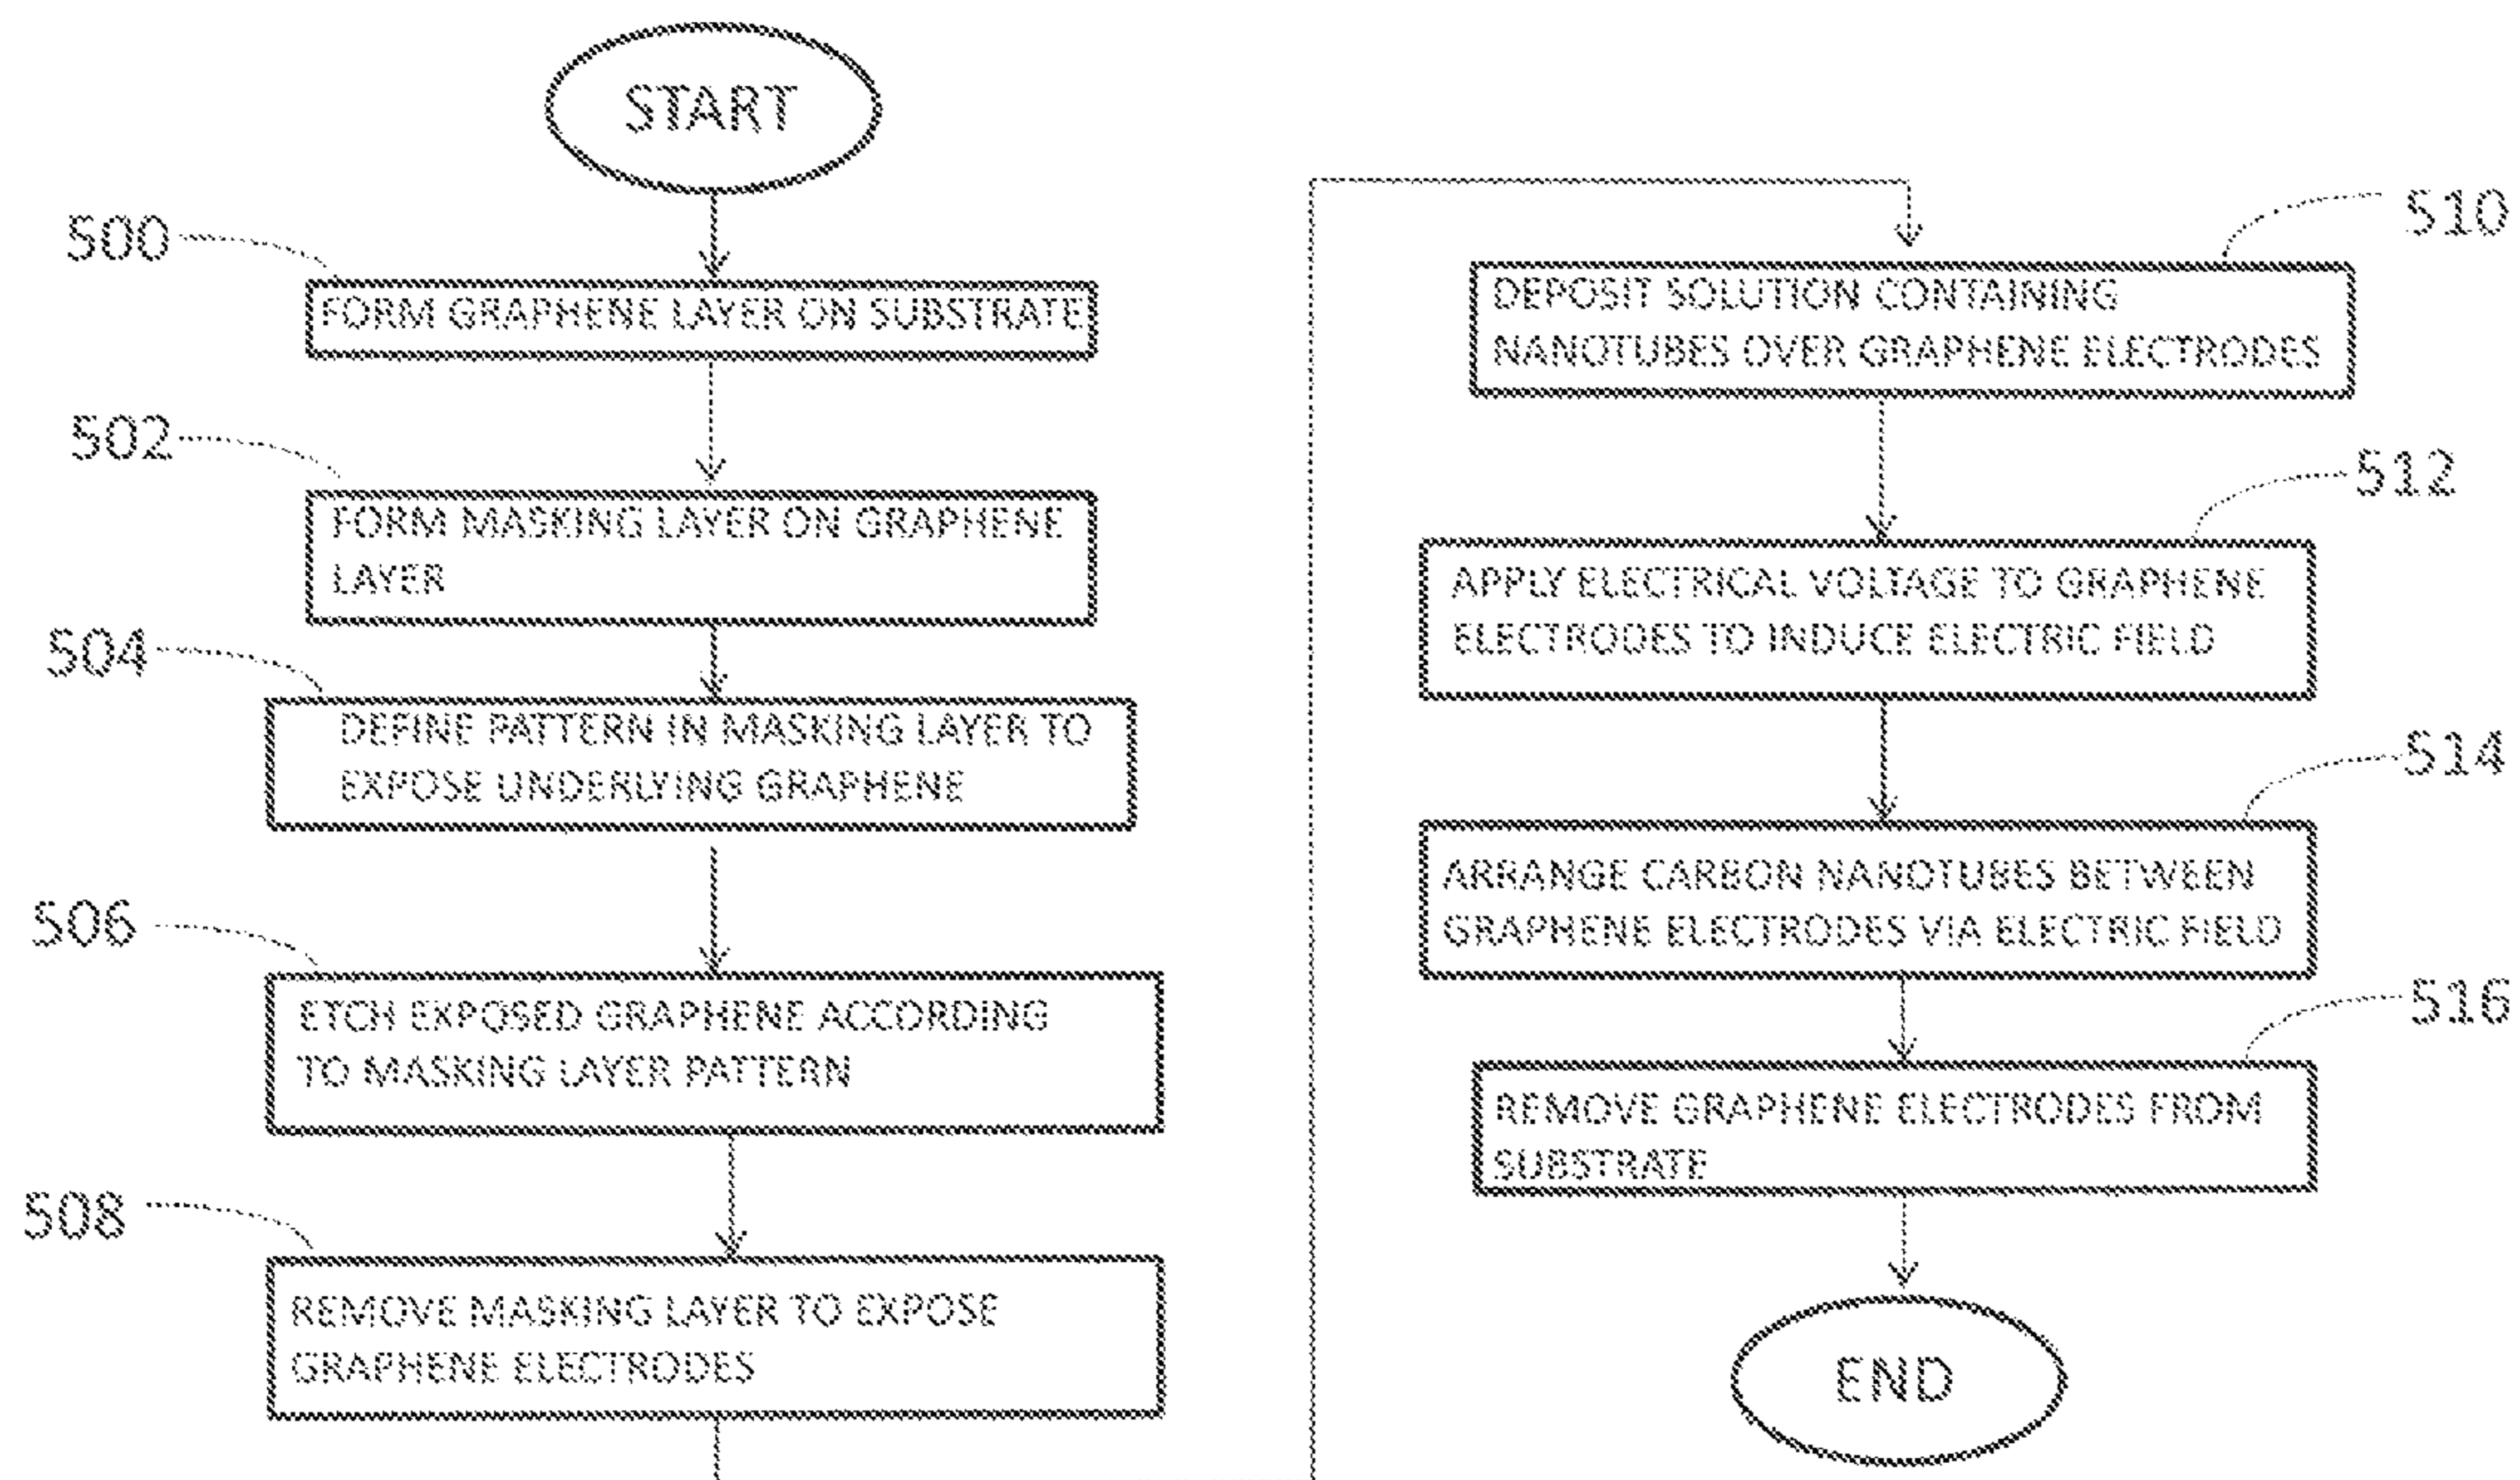 START
500
FORM GRAPHENE LAYER ON SUBSTRATE
502
FORM MASKING LAYER ON GRAPHENE
LAYER
504
DEFINE PATTERN IN MASKING LAYER TO
EXPOSE UNDERLYING GRAPHENE
506
ETCH EXPOSED GRAPHENE ACCORDING
TO MASKING LAYER PATTERN
508
REMOVE MASKING LAYER TO EXPOSE
GRAPHENE ELECTRODES
510
DEPOSIT SOLUTION CONTAINING
NANOTUBES OVER GRAPHENE ELECTRODES
512
APPLY ELECTRICAL VOLTAGE TO GRAPHENE
ELECTRODES TO INDUCE ELECTRIC FIELD
514
ARRANGE CARBON NANOTUBES BETWEEN
GRAPHENE ELECTRODES VIA ELECTRIC FIELD
516
REMOVE GRAPHENE ELECTRODES FROM
SUBSTRATE
END